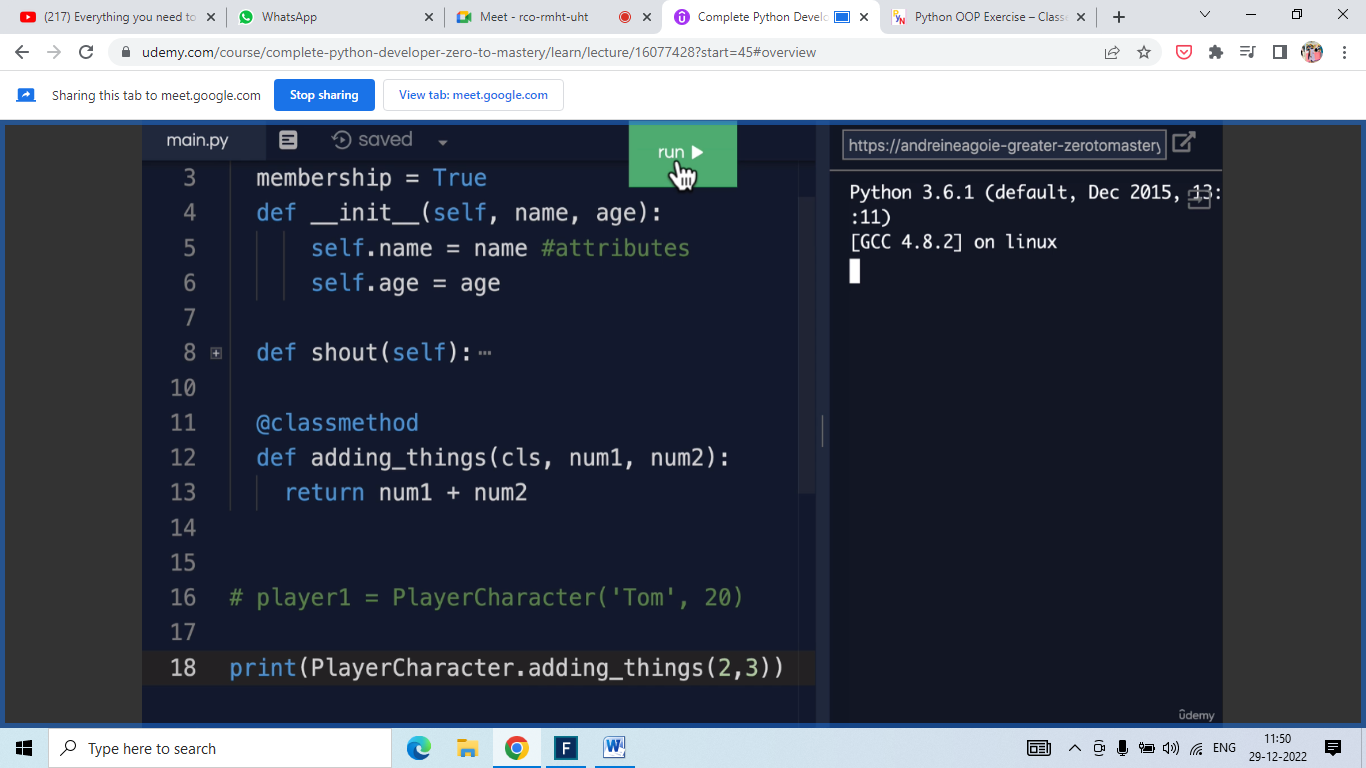 (217) Everything you need to
WhatsApp
Meet - rco-rmht-uht
Complete Python Develo
Python OOP Exercise – Classe
udemy.com/course/complete-python-developer-zero-to-mastery/learn/lecture/16077428?start=45#overview
Sharing this tab to meet.google.com
Stop sharing
View tab: meet.google.com
main.py
saved
run
3 membership = True
4 def __init__(self, name, age):
5 self.name = name #attributes
6 self.age = age
7
8 def shout(self):
10
11 @classmethod
12 def adding_things(cls, num1, num2):
13 return num1 + num2
14
15
16 # player1 = PlayerCharacter('Tom', 20)
17
18 print(PlayerCharacter.adding_things(2,3))
https://andreineagoie-greater-zerotomastery
Python 3.6.1 (default, Dec 2015, 13:
:11)
[GCC 4.8.2] on linux
ûdemy
Type here to search
F
W
ENG
11:50
29-12-2022